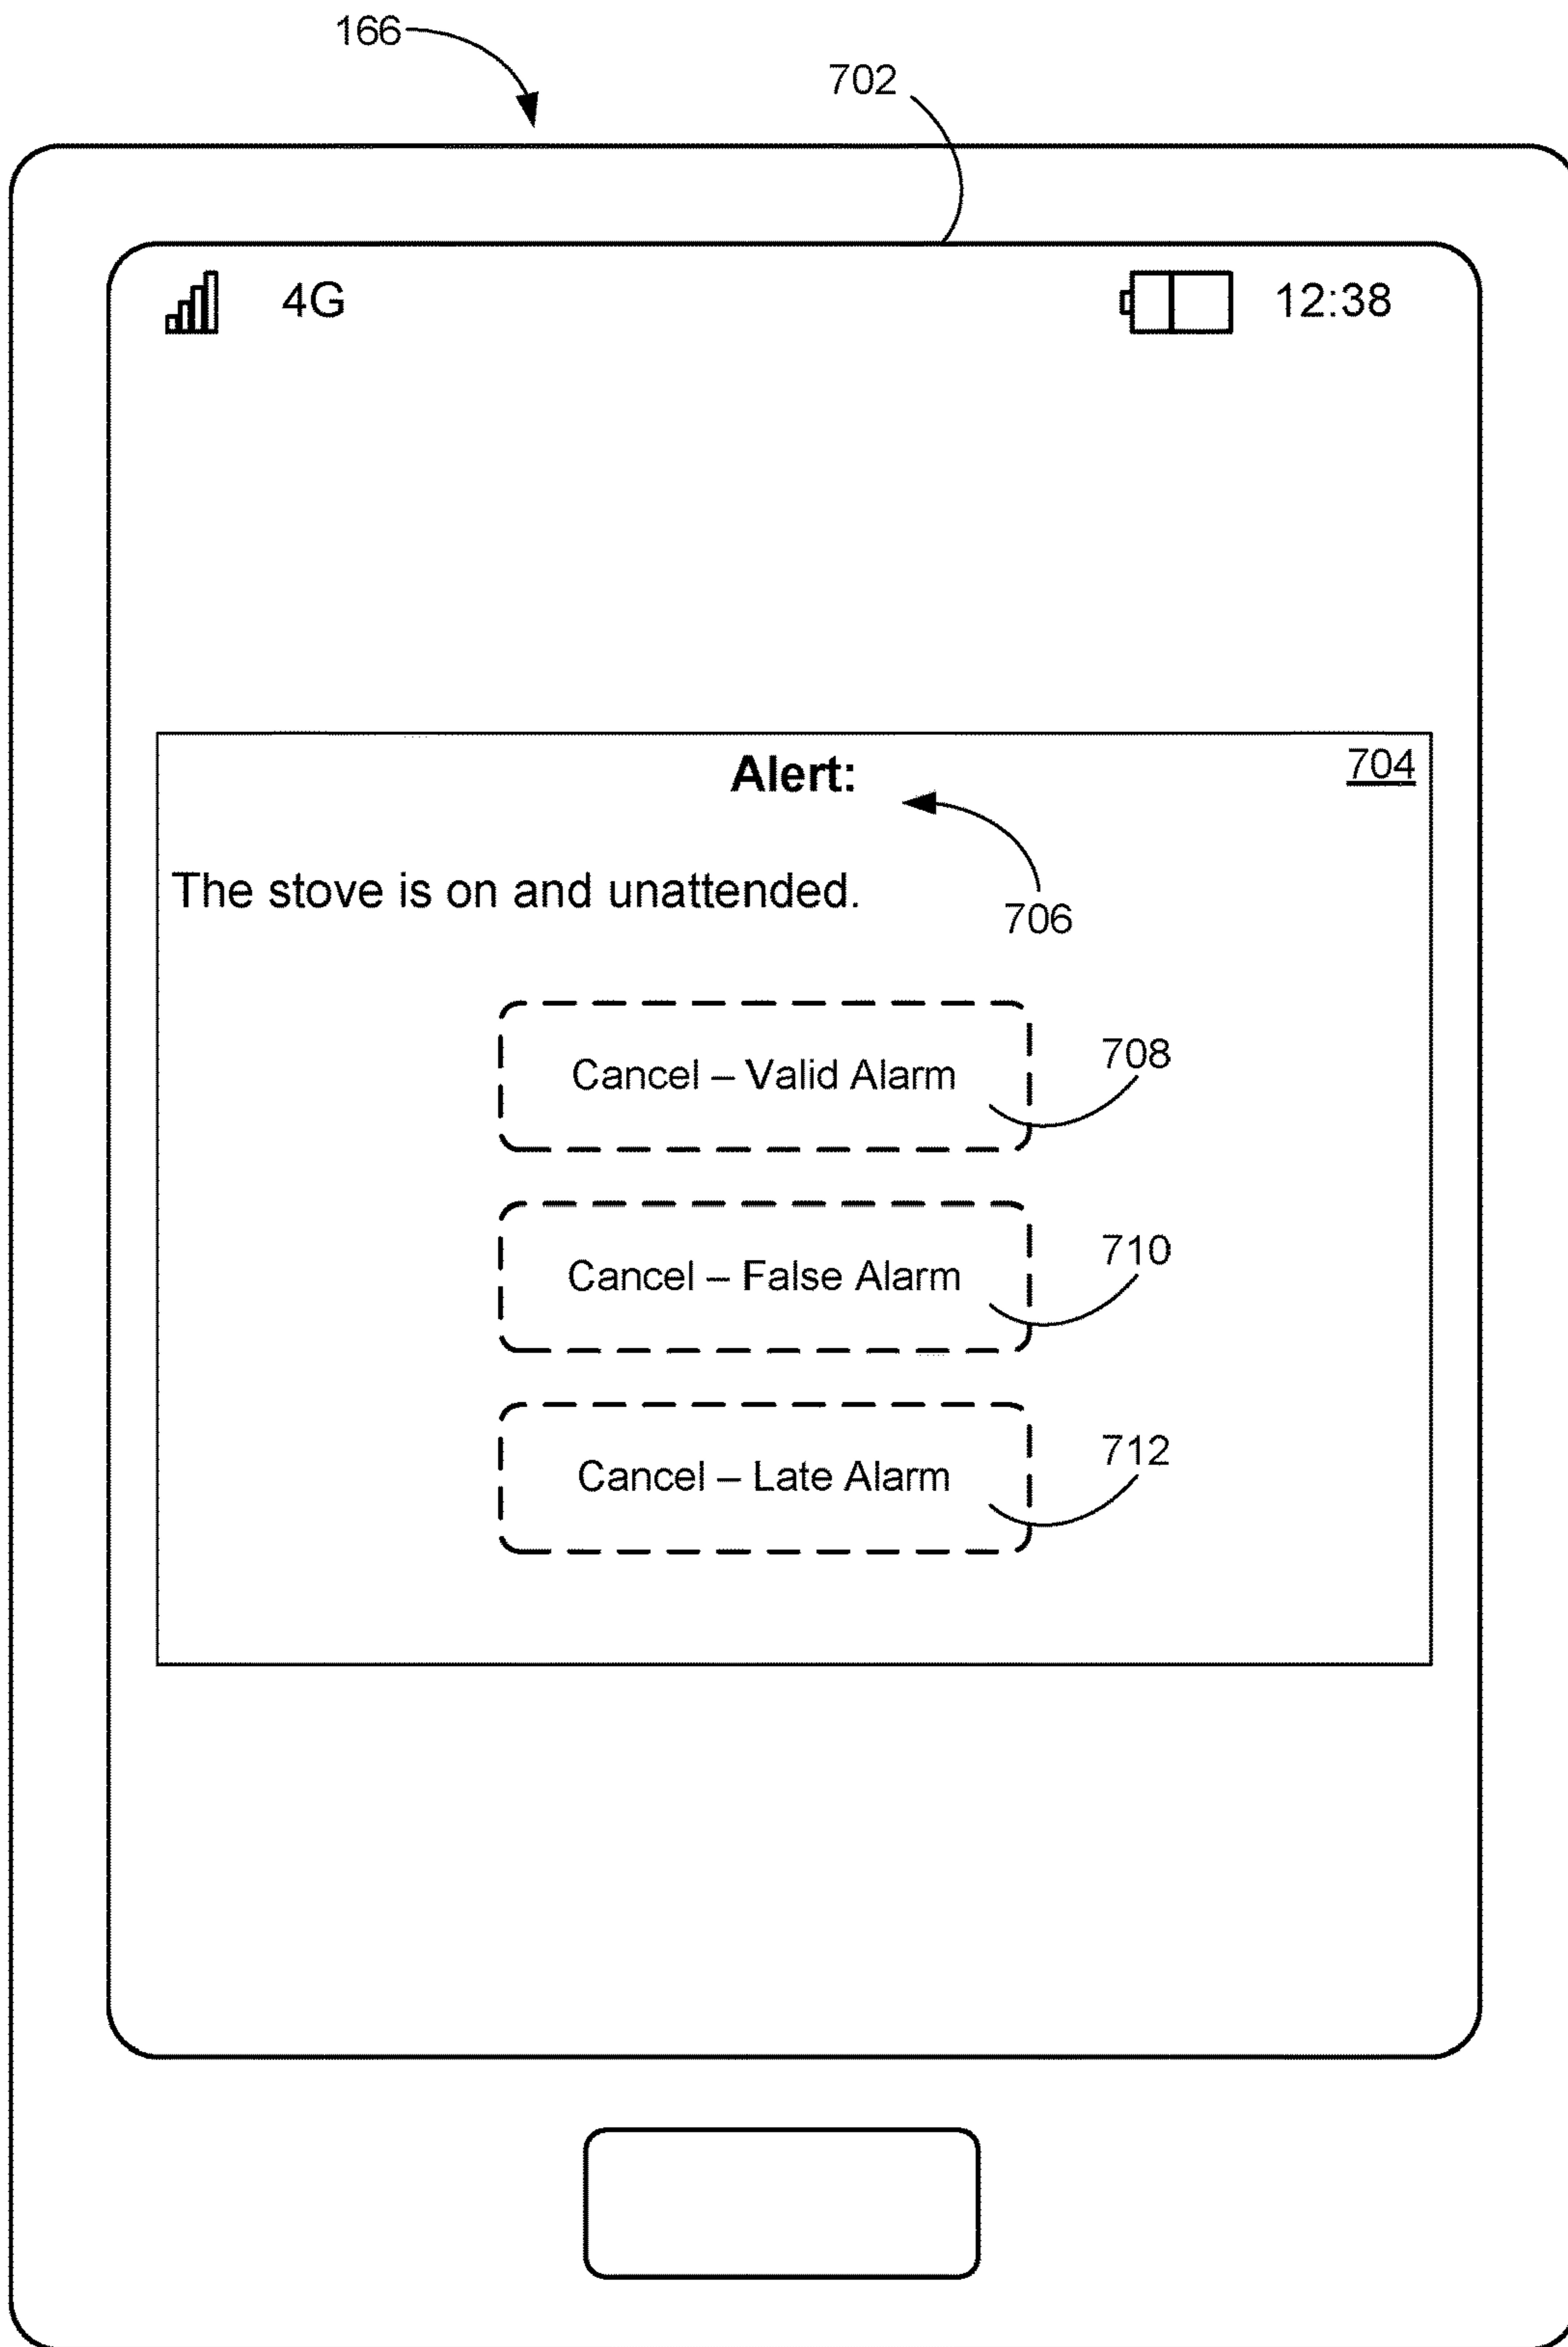 166
702
4G 12:38
Alert: 704
The stove is on and unattended.
706
Cancel – Valid Alarm 708
Cancel – False Alarm 710
Cancel – Late Alarm 712